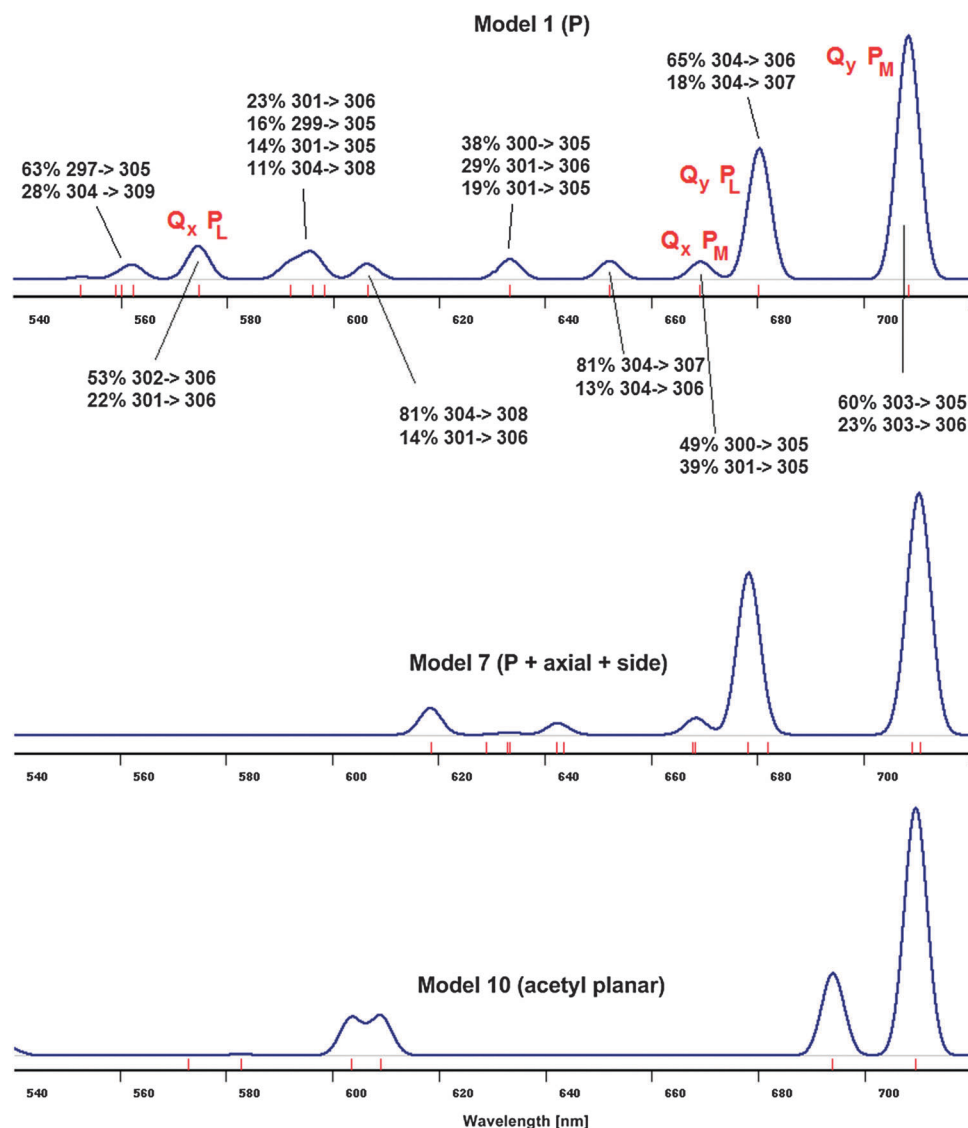 Model 1 (P)
Qy PM
65% 304-> 306
18% 304-> 307
23% 301-> 306
16% 299-> 305
14% 301-> 305
11% 304-> 308
38% 300-> 305
29% 301-> 306
19% 301-> 305
63% 297-> 305
28% 304 -> 309
Qy PL
Qx PL
Qx PM
540 560 580 600 620 640 660 680 700
53% 302-> 306
22% 301-> 306
81% 304-> 308
14% 301-> 306
81% 304-> 307
13% 304-> 306
49% 300-> 305
39% 301-> 305
60% 303-> 305
23% 303-> 306
Model 7 (P + axial + side)
540 560 580 600 620 640 660 680 700
Model 10 (acetyl planar)
540 560 580 600 620 640 660 680 700
Wavelength [nm]